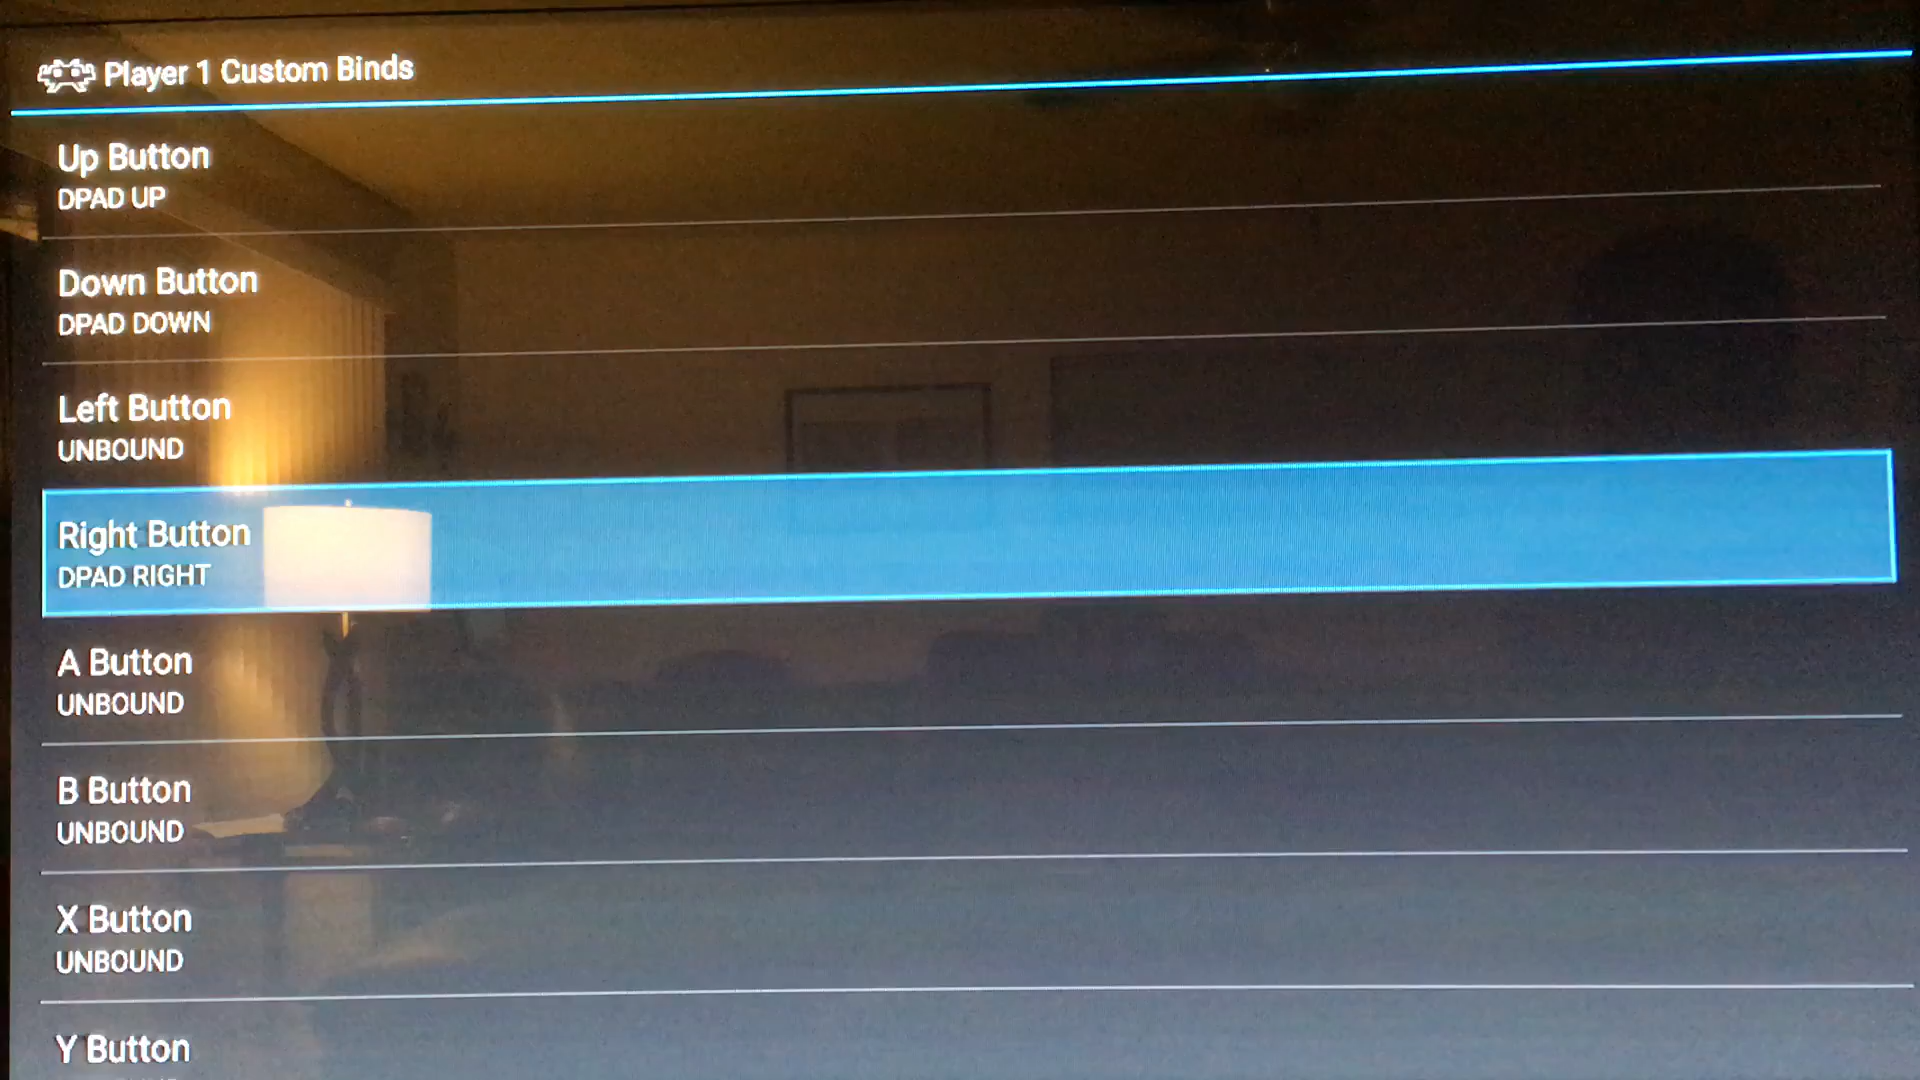 Player 1 Custom Binds
Up Button
DPAD UP
Down Button
DPAD DOWN
Left Button
UNBOUND
Right Button
DPAD RIGHT
A Button
UNBOUND
B Button
UNBOUND
X Button
UNBOUND
Y Button